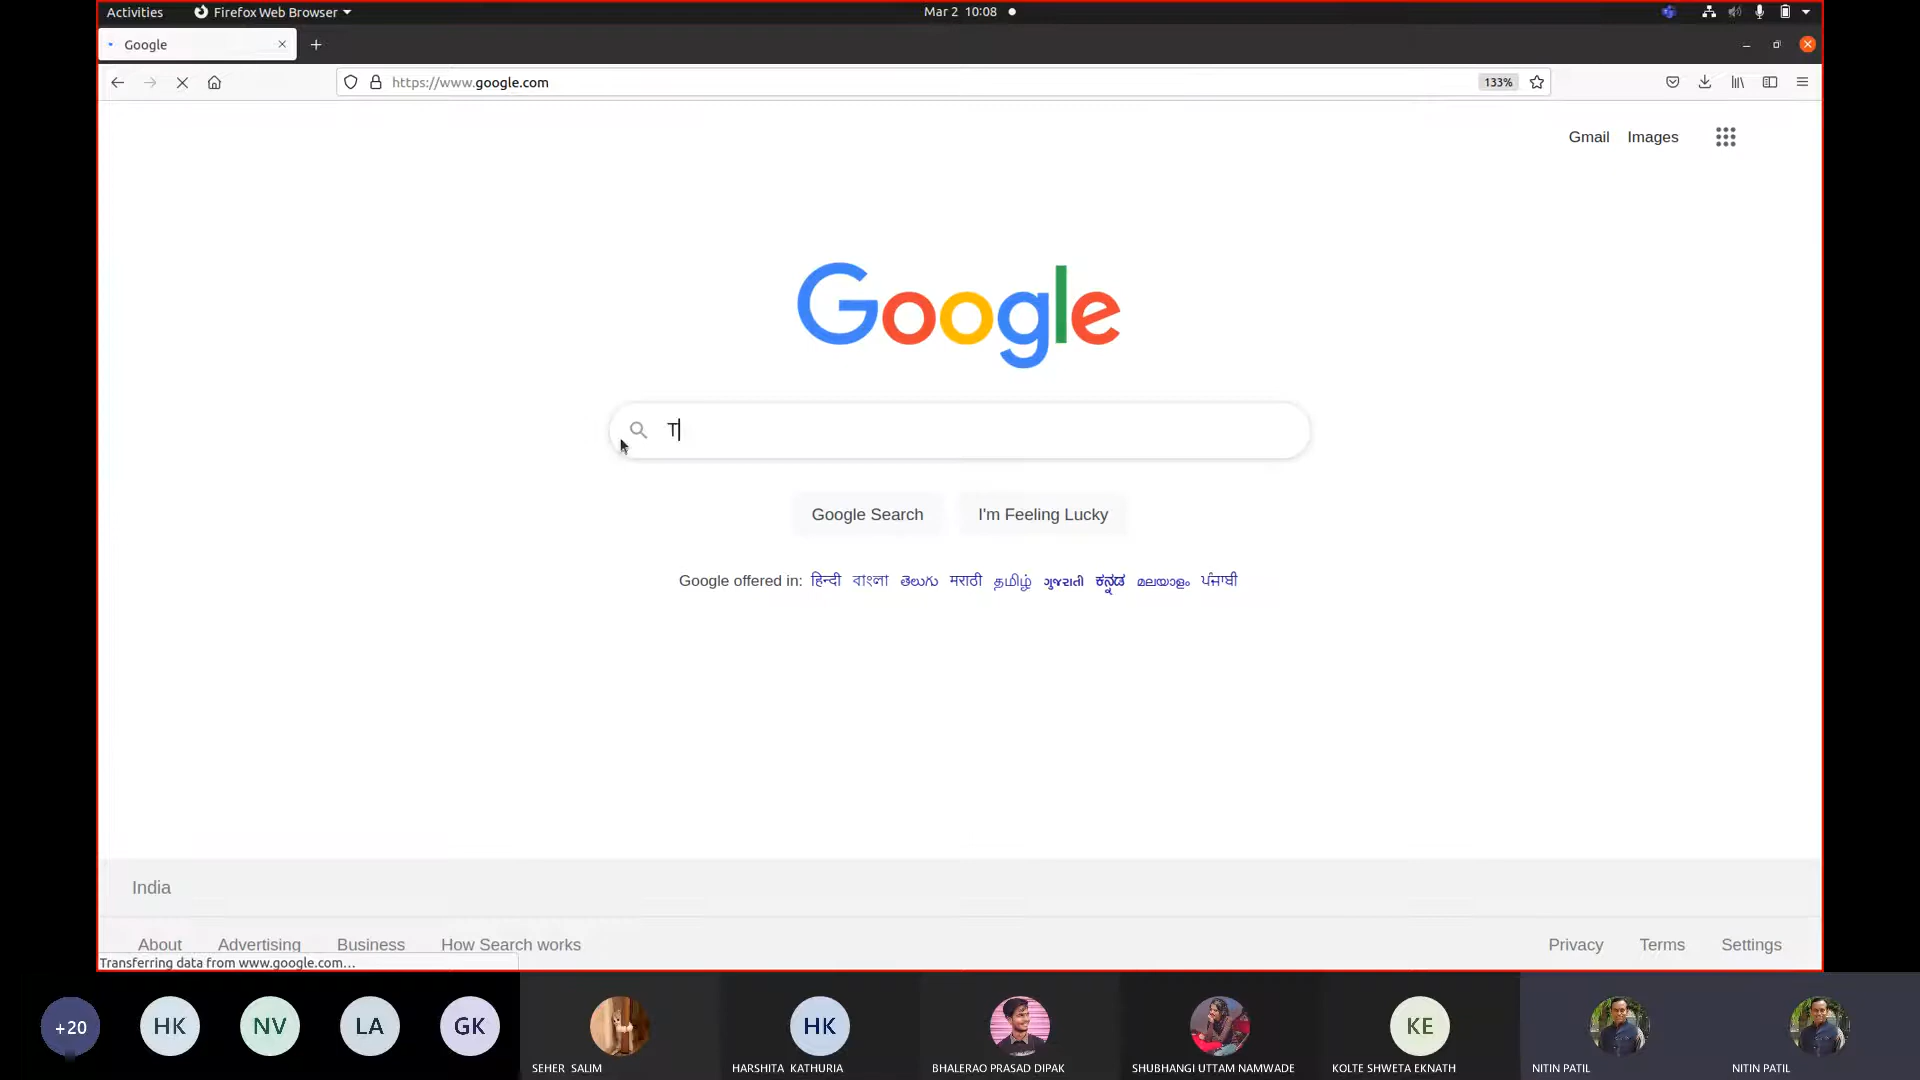 Activities Firefox Web Browser Mar 2 10:08
Google
https://www.google.com 133%
Gmail Images
Google
T
Google Search I'm Feeling Lucky
Google offered in: हिन्दी বাংলা తెలుగు मराठी தமிழ் ગુજરાતી ಕನ್ನಡ മലയാളം ਪੰਜਾਬੀ
India
About Advertising Business How Search works Privacy Terms Settings
Transferring data from www.google.com…
+20 HK NV LA GK HK KE
SEHER SALIM HARSHITA KATHURIA BHALERAO PRASAD DIPAK SHUBHANGI UTTAM NAMWADE KOLTE SHWETA EKNATH NITIN PATIL NITIN PATIL